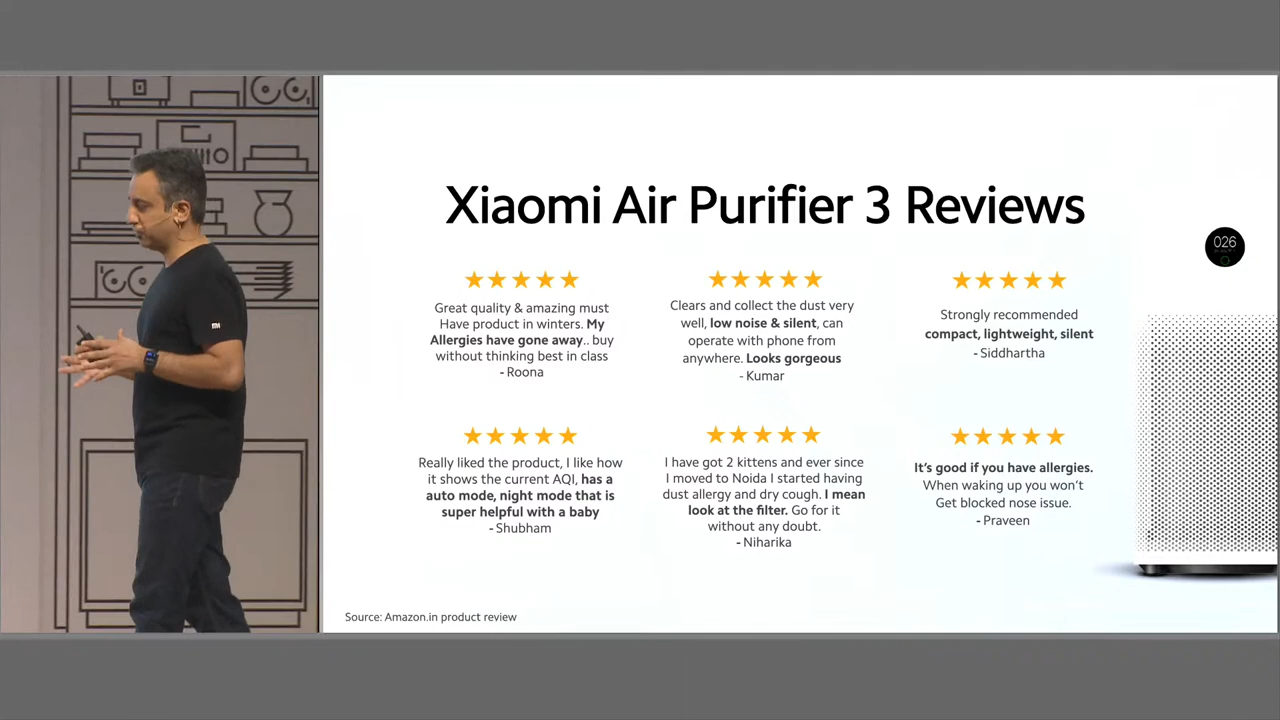 Xiaomi Air Purifier 3 Reviews
026
Great quality & amazing must
Have product in winters. My
Allergies have gone away.. buy
without thinking best in class
- Roona
Clears and collect the dust very
well, low noise & silent, can
operate with phone from
anywhere. Looks gorgeous
- Kumar
Strongly recommended
compact, lightweight, silent
- Siddhartha
Really liked the product, I like how
it shows the current AQI, has a
auto mode, night mode that is
super helpful with a baby
- Shubham
I have got 2 kittens and ever since
I moved to Noida I started having
dust allergy and dry cough. I mean
look at the filter. Go for it
without any doubt.
- Niharika
It's good if you have allergies.
When waking up you won't
Get blocked nose issue.
- Praveen
Source: Amazon.in product review